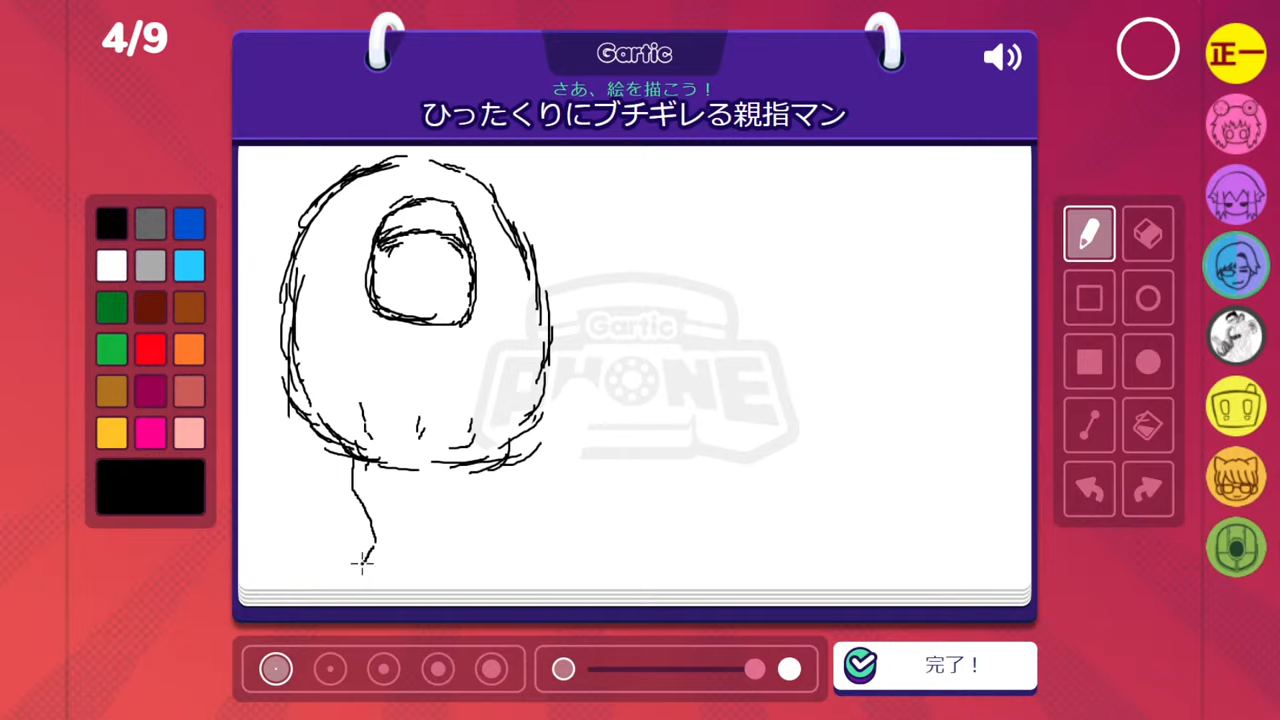 4/9
Gartic
さあ、絵を描こう！
ひったくりにブチギレる親指マン
正一
Gartic
PHONE
完了！